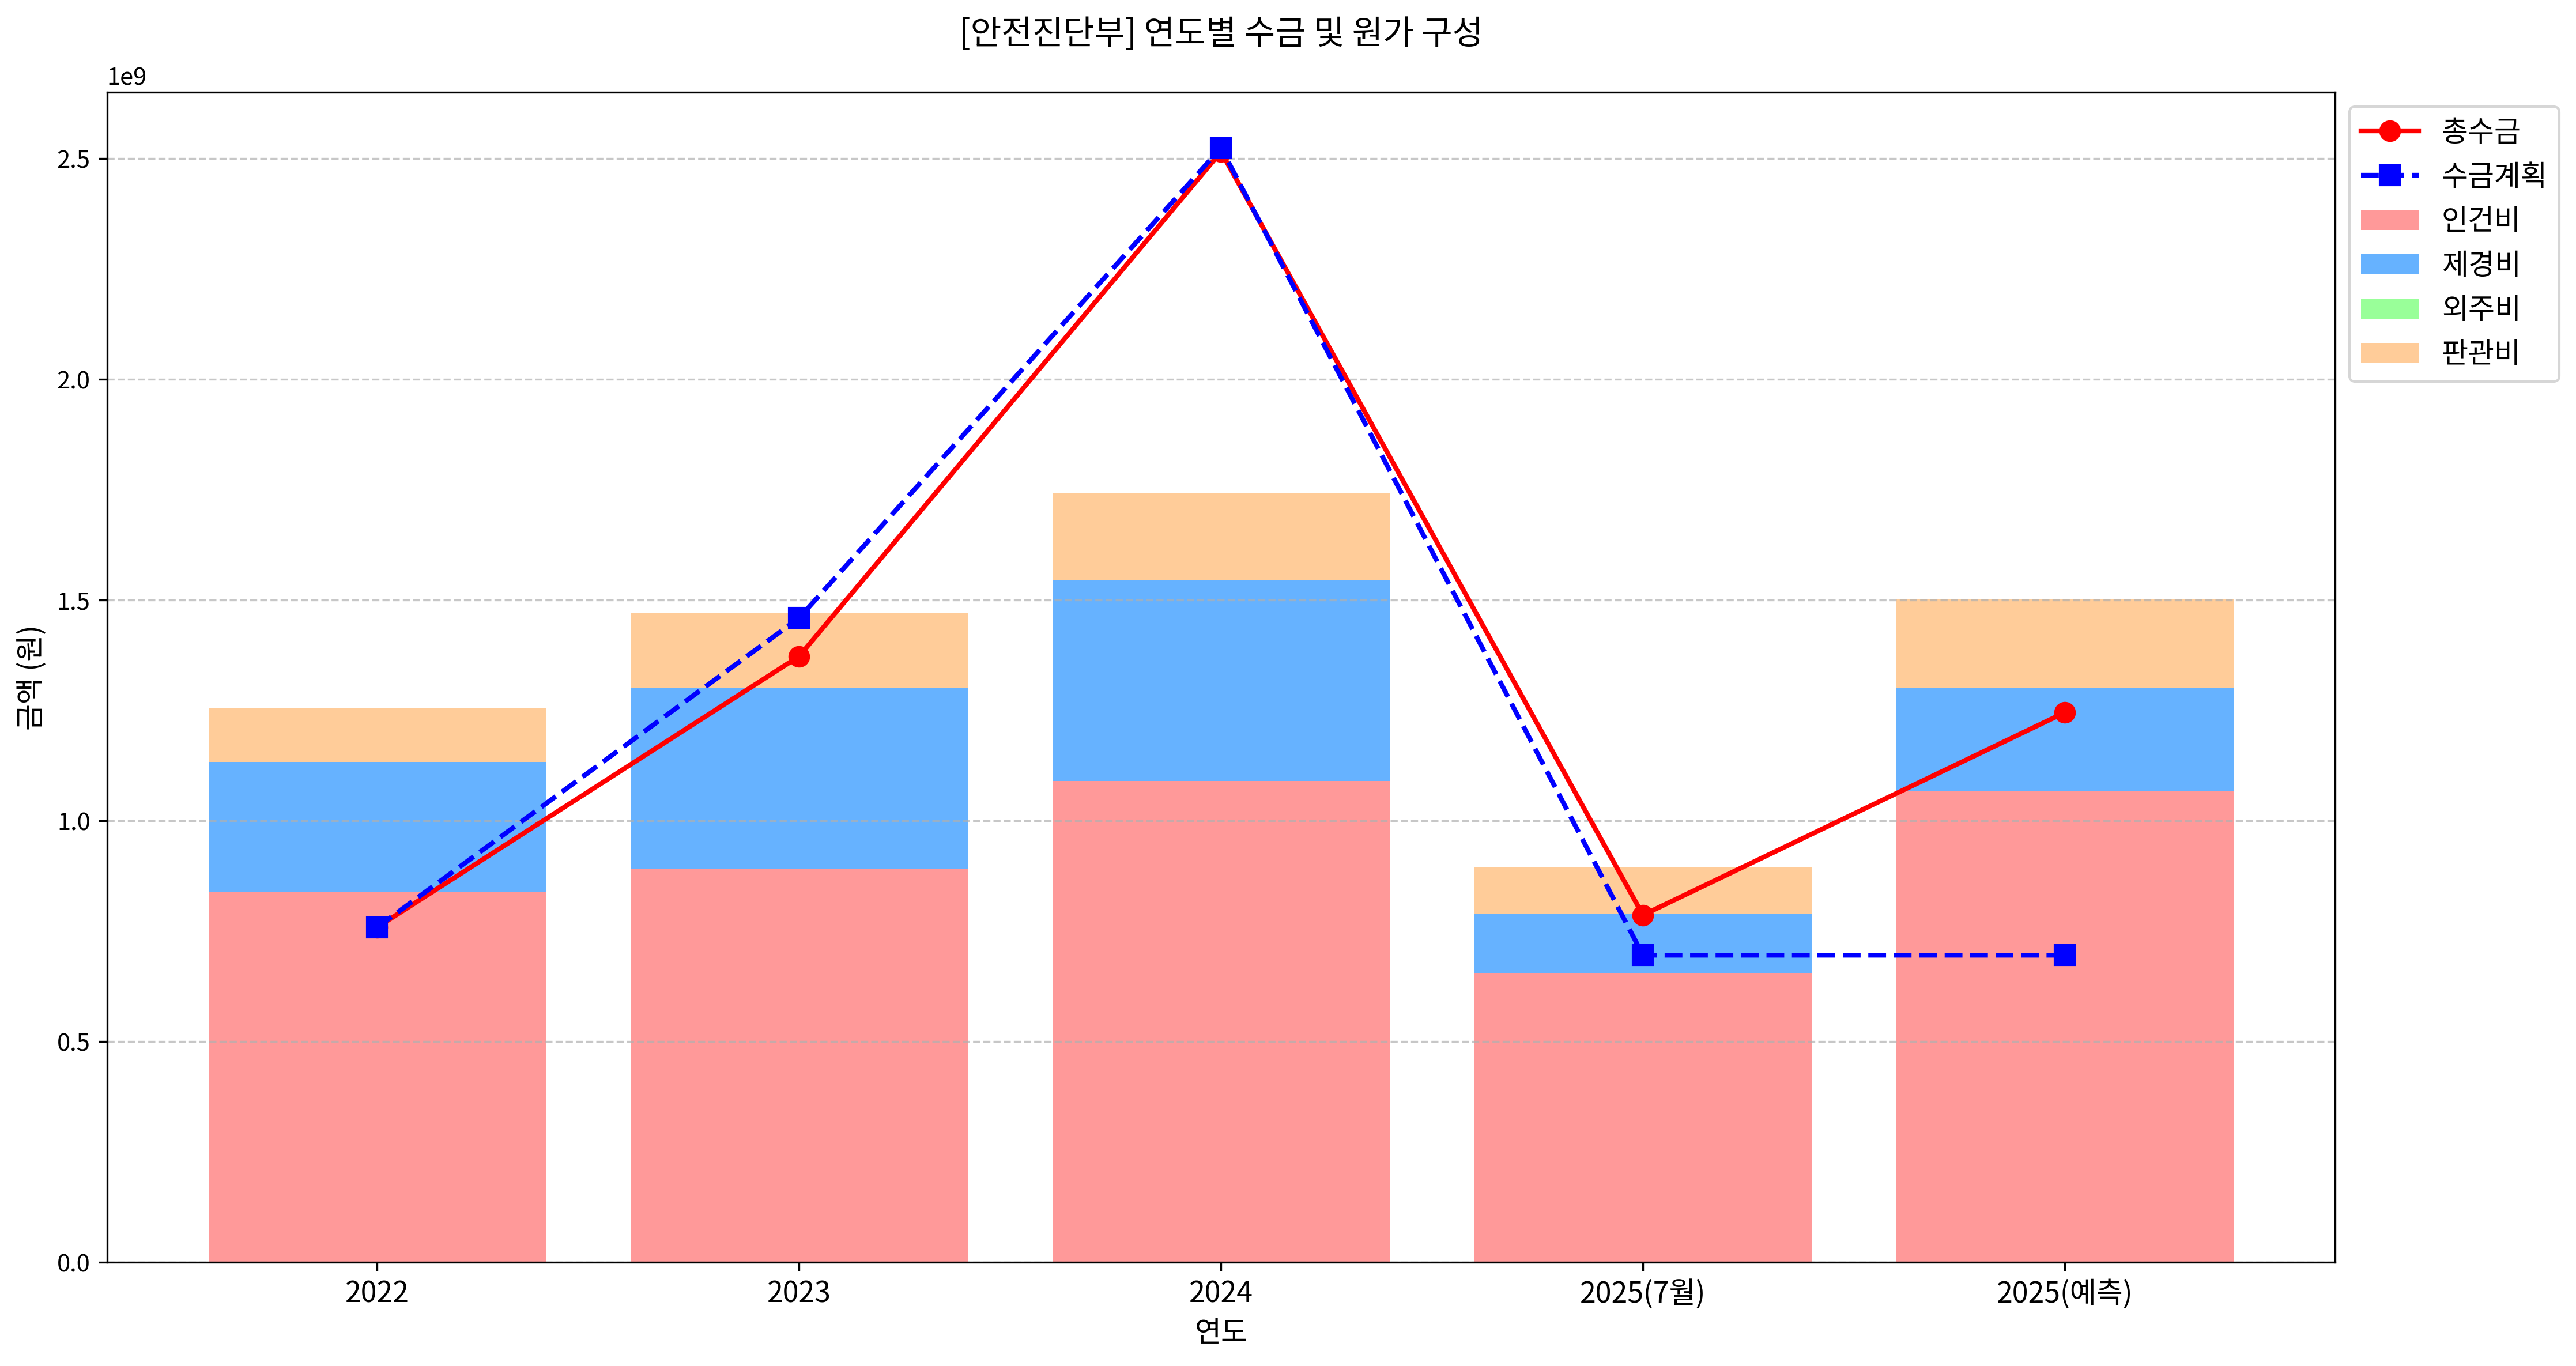 [안전진단부] 연도별 수금 및 원가 구성
1e9
2.5
2.0
1.5
1.0
0.5
0.0
금액 (원)
2022
2023
2024
2025(7월)
2025(예측)
연도
총수금
수금계획
인건비
제경비
외주비
판관비